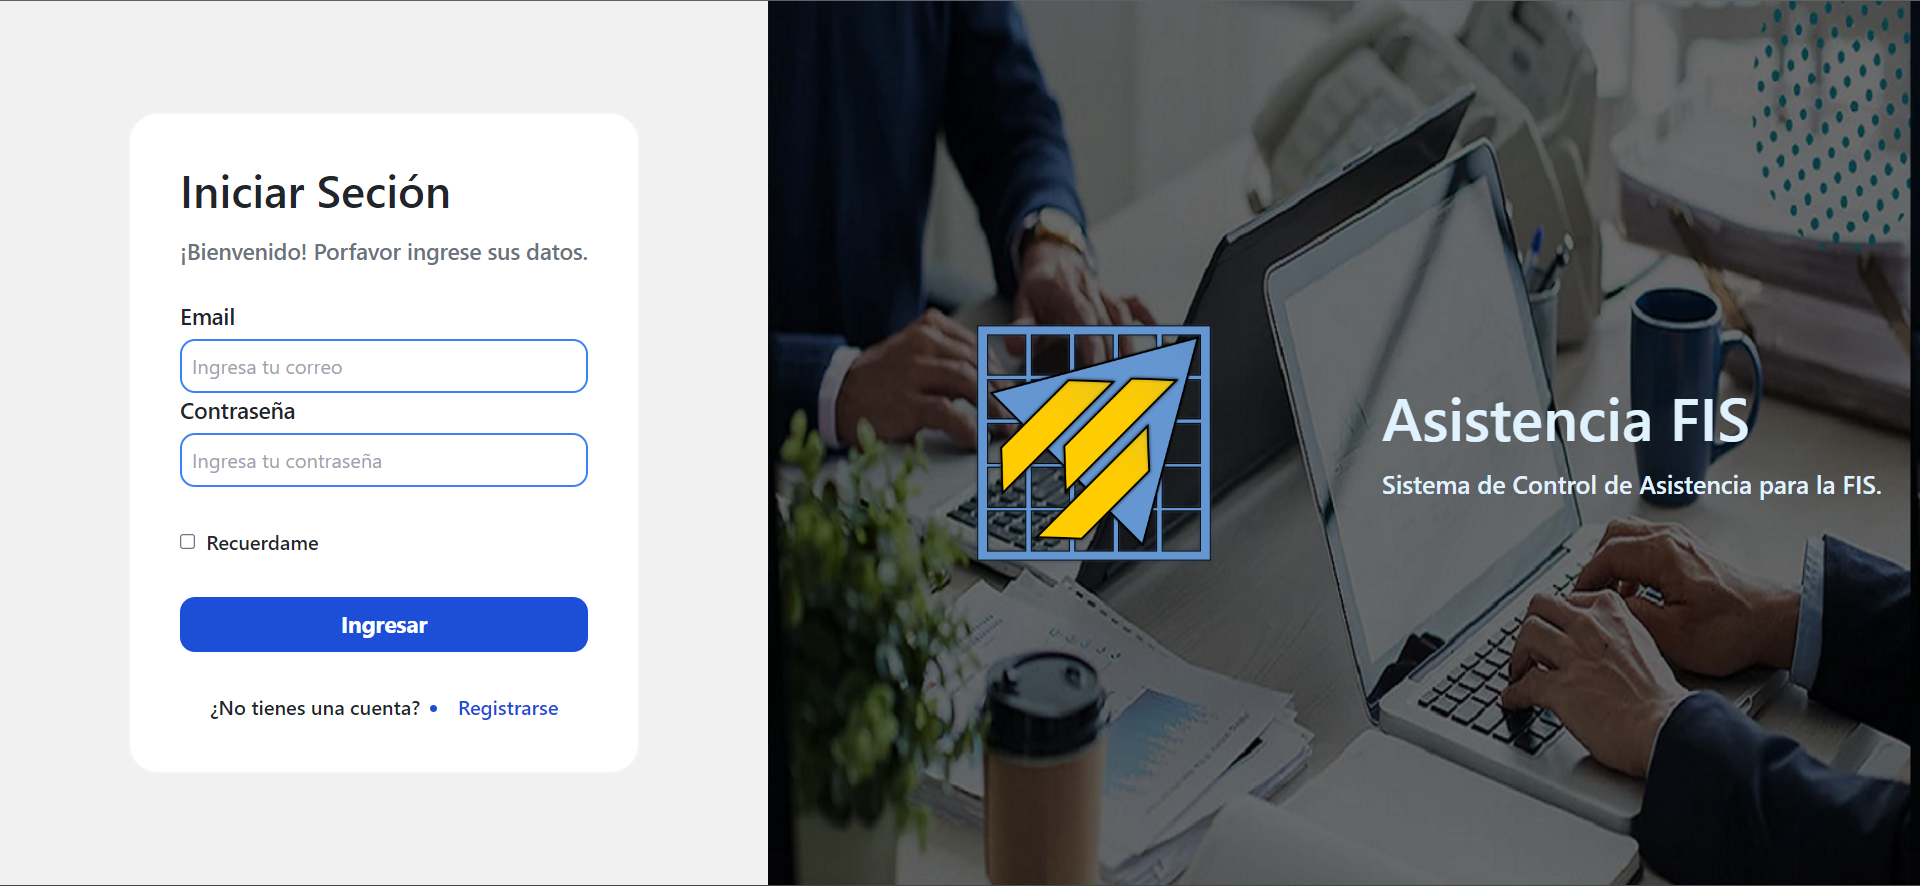 Iniciar Seción
¡Bienvenido! Porfavor ingrese sus datos.
Email
Ingresa tu correo
Contraseña
Ingresa tu contraseña
Recuerdame
Ingresar
¿No tienes una cuenta? • Registrarse
Asistencia FIS
Sistema de Control de Asistencia para la FIS.